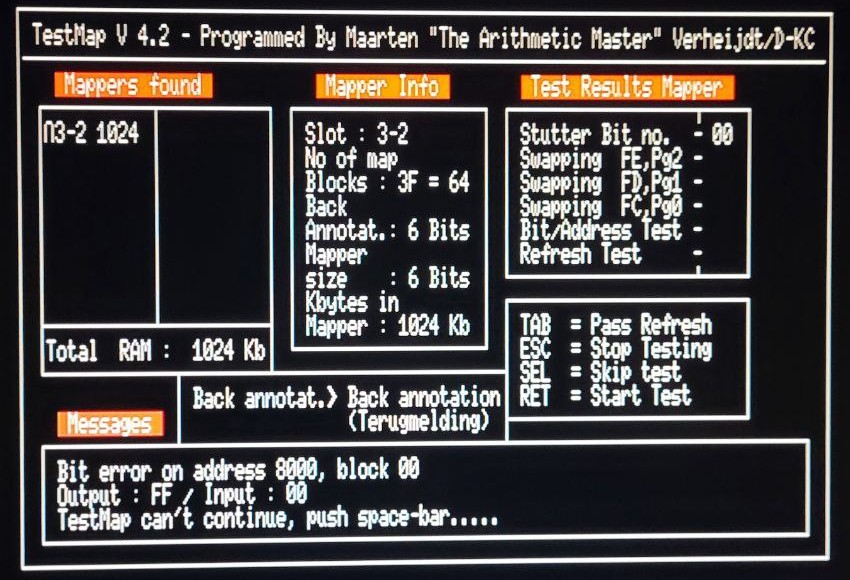 TestMap V 4.2 - Programmed By Maarten "The Arithmetic Master" Verheijdt/D-KC
Mappers found
Π3-2 1024
Total RAM : 1024 Kb
Mapper Info
Slot : 3-2
No of map
Blocks : 3F = 64
Back
Annotat.: 6 Bits
Mapper
size : 6 Bits
Kbytes in
Mapper : 1024 Kb
Test Results Mapper
Stutter Bit no. - 00
Swapping FE,Pg2 -
Swapping FD,Pg1 -
Swapping FC,Pg0 -
Bit/Address Test -
Refresh Test -
TAB = Pass Refresh
ESC = Stop Testing
SEL = Skip test
RET = Start Test
Back annotat.> Back annotation
(Terugmelding)
Messages
Bit error on address 8000, block 00
Output : FF / Input : 00
TestMap can't continue, push space-bar.....